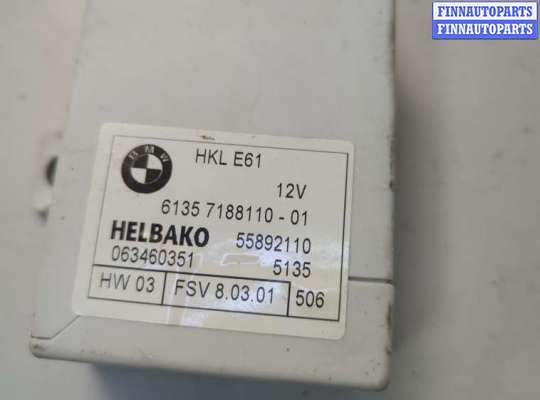 FINNAUTOPARTS
FINNAUTOPARTS
BMW
HKL E61
12V
6135 7188110 - 01
HELBAKO 55892110
063460351 5135
HW 03 FSV 8.03.01 506